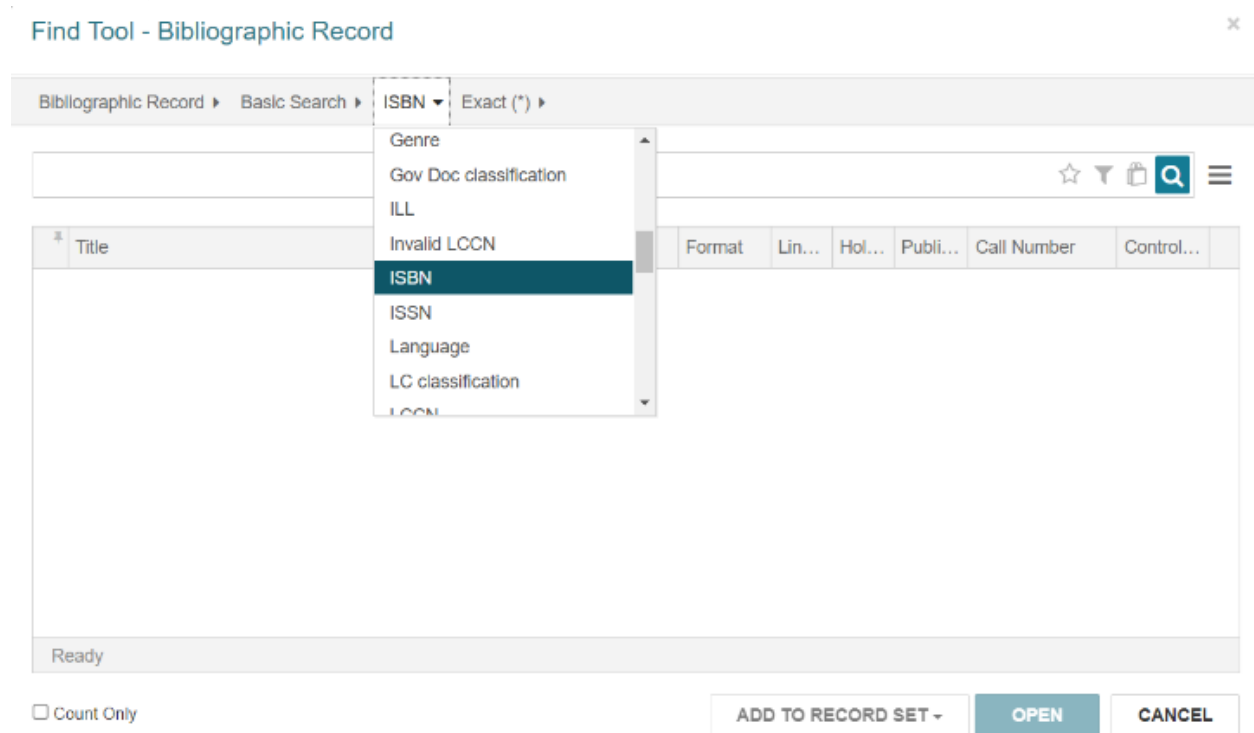 Find Tool - Bibliographic Record
Bibliographic Record Basic Search ISBN Exact (*)
Genre
Gov Doc classification
ILL
Invalid LCCN
ISBN
ISSN
Language
LC classification
LCCN
Title Format Lin... Hol... Publi... Call Number Control...
Ready
Count Only ADD TO RECORD SET OPEN CANCEL